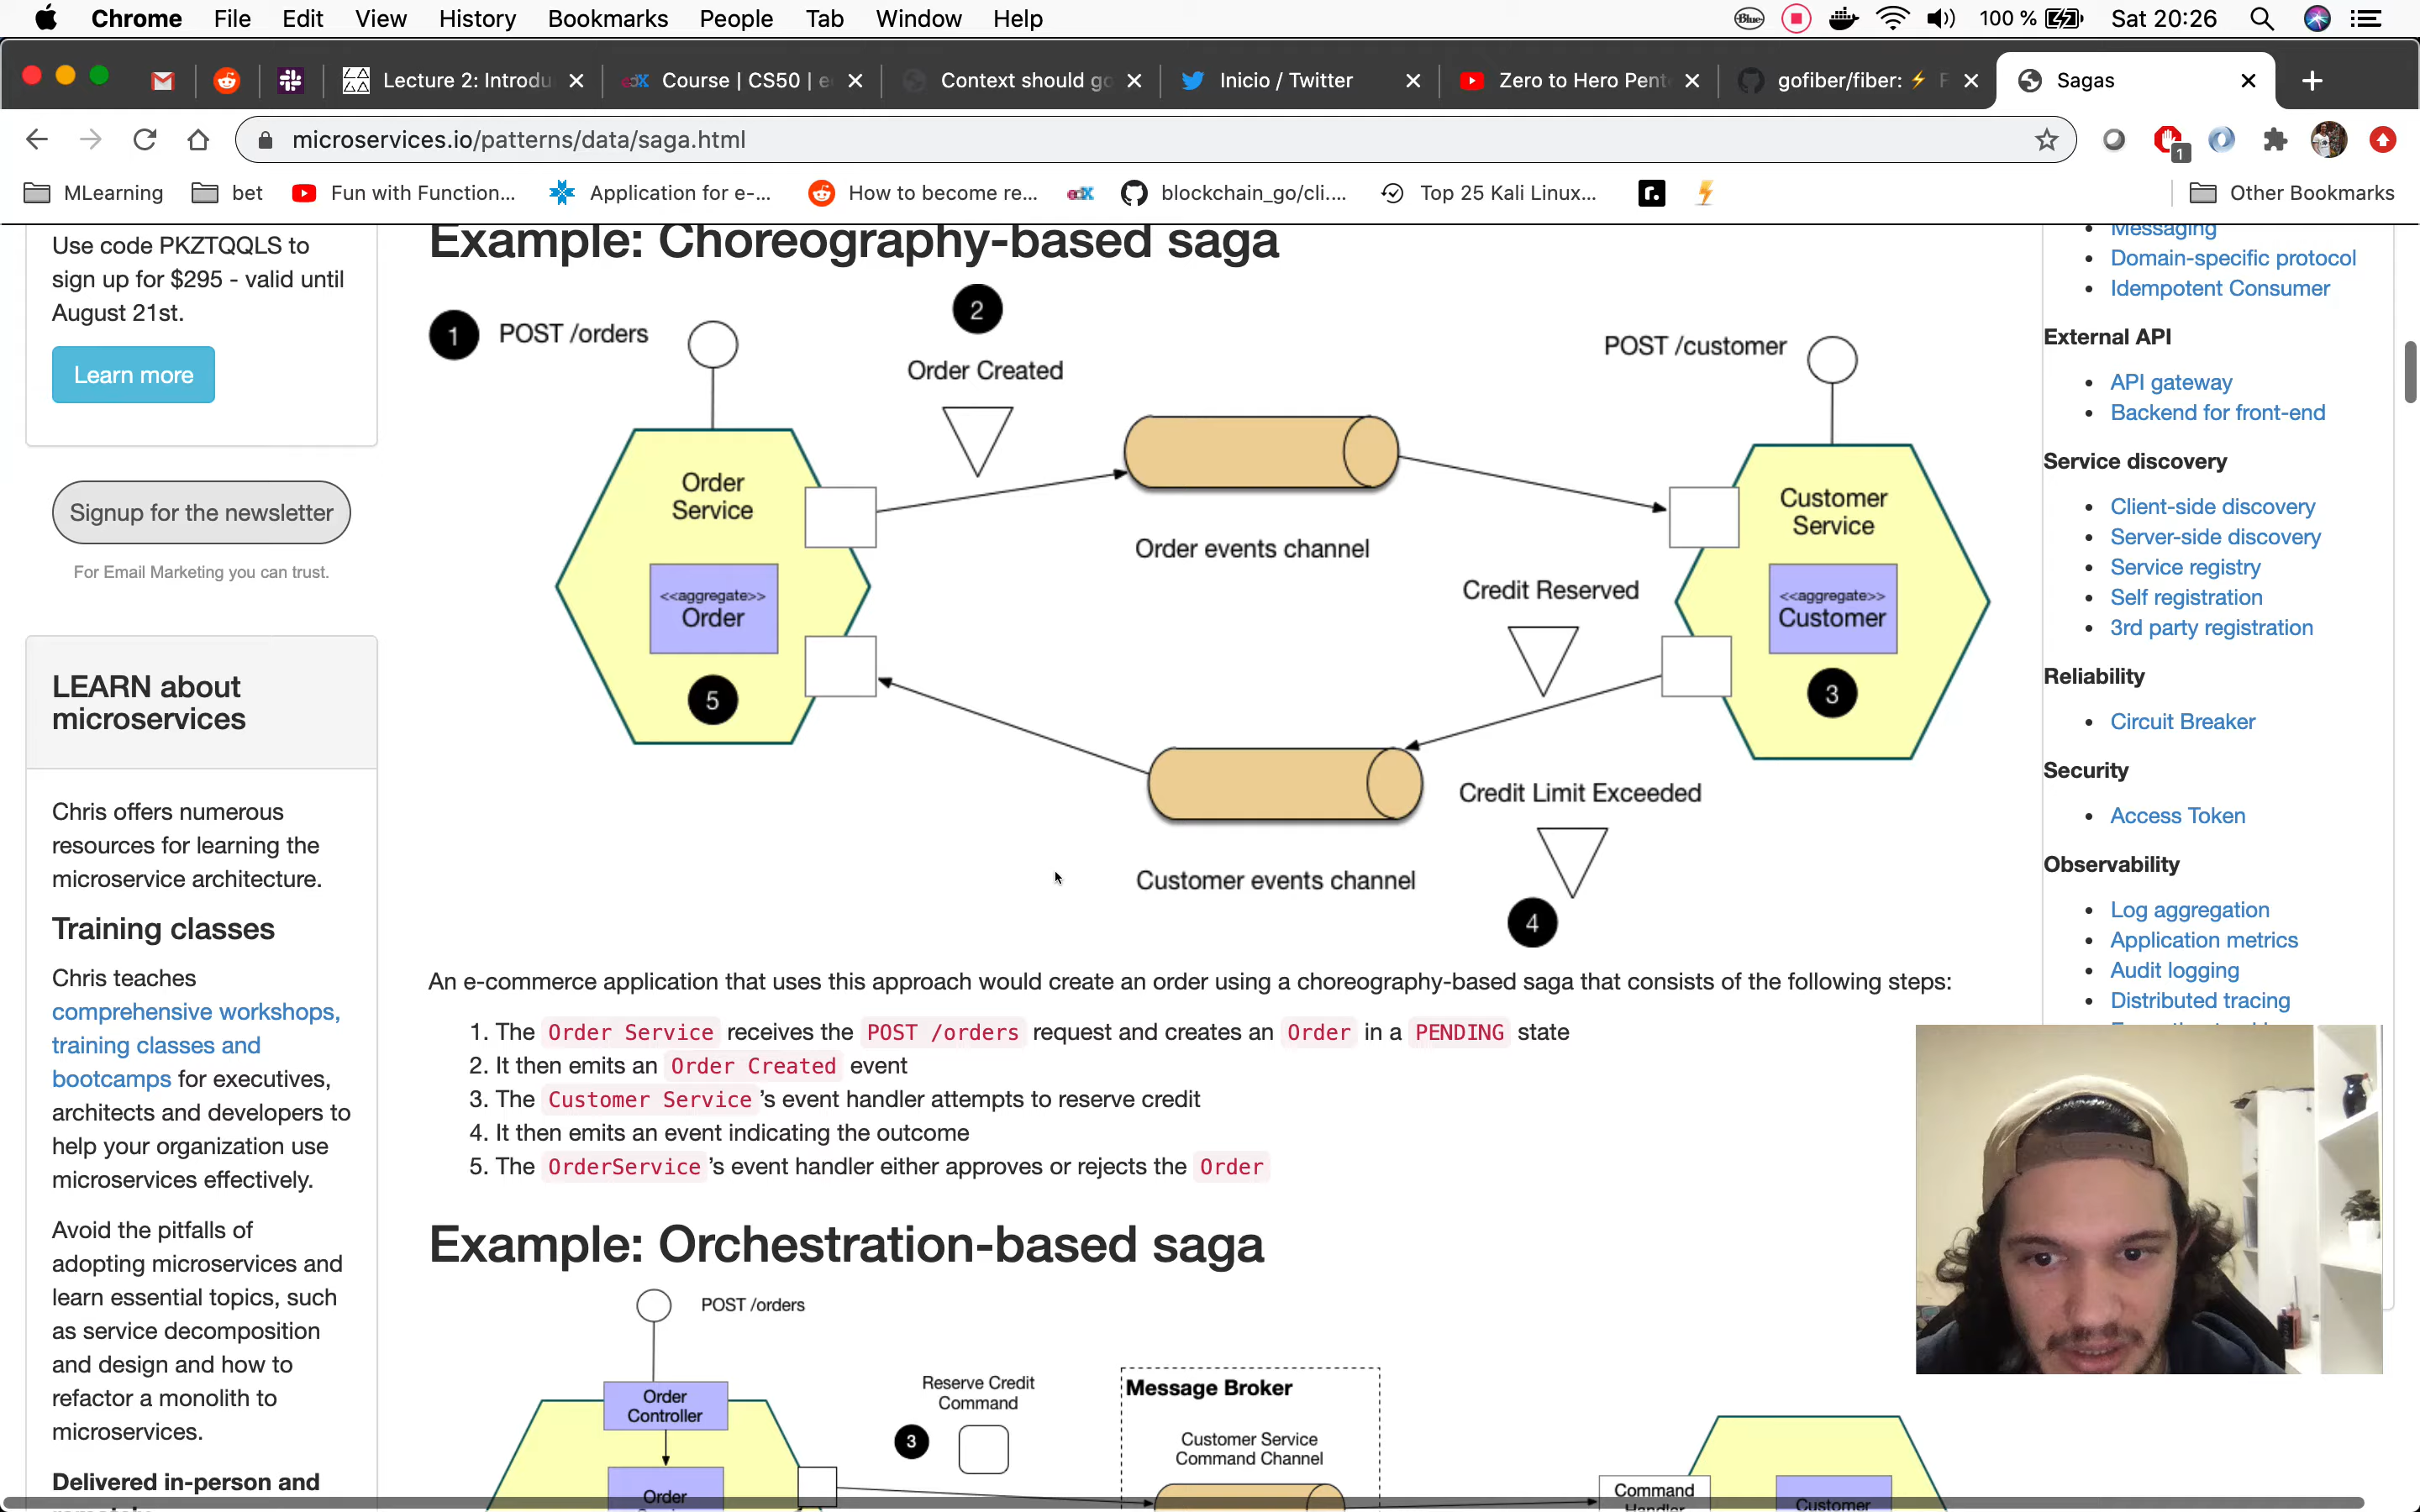 Chrome File Edit View History Bookmarks People Tab Window Help
Blue 100 % Sat 20:26
Lecture 2: Introdu
edX Course | CS50 | e
Context should go
Inicio / Twitter
Zero to Hero Pent
gofiber/fiber: ⚡ F
Sagas
microservices.io/patterns/data/saga.html
1
MLearning bet Fun with Function... Application for e-... How to become re... edX blockchain_go/cli.... Top 25 Kali Linux... r. Other Bookmarks
Use code PKZTQQLS to
sign up for $295 - valid until
August 21st.
Learn more
Signup for the newsletter
For Email Marketing you can trust.
LEARN about
microservices
Chris offers numerous
resources for learning the
microservice architecture.
Training classes
Chris teaches
comprehensive workshops,
training classes and
bootcamps for executives,
architects and developers to
help your organization use
microservices effectively.
Avoid the pitfalls of
adopting microservices and
learn essential topics, such
as service decomposition
and design and how to
refactor a monolith to
microservices.
Delivered in-person and
Example: Choreography-based saga
1 POST /orders
2
Order Created
POST /customer
Order
Service
<<aggregate>>
Order
5
Order events channel
Customer
Service
<<aggregate>>
Customer
3
Credit Reserved
Credit Limit Exceeded
Customer events channel
4
An e-commerce application that uses this approach would create an order using a choreography-based saga that consists of the following steps:
1. The Order Service receives the POST /orders request and creates an Order in a PENDING state
2. It then emits an Order Created event
3. The Customer Service 's event handler attempts to reserve credit
4. It then emits an event indicating the outcome
5. The OrderService 's event handler either approves or rejects the Order
Example: Orchestration-based saga
POST /orders
Order
Controller
Order
Reserve Credit
Command
3
Message Broker
Customer Service
Command Channel
Command
Handler
Customer
Messaging
Domain-specific protocol
Idempotent Consumer
External API
API gateway
Backend for front-end
Service discovery
Client-side discovery
Server-side discovery
Service registry
Self registration
3rd party registration
Reliability
Circuit Breaker
Security
Access Token
Observability
Log aggregation
Application metrics
Audit logging
Distributed tracing